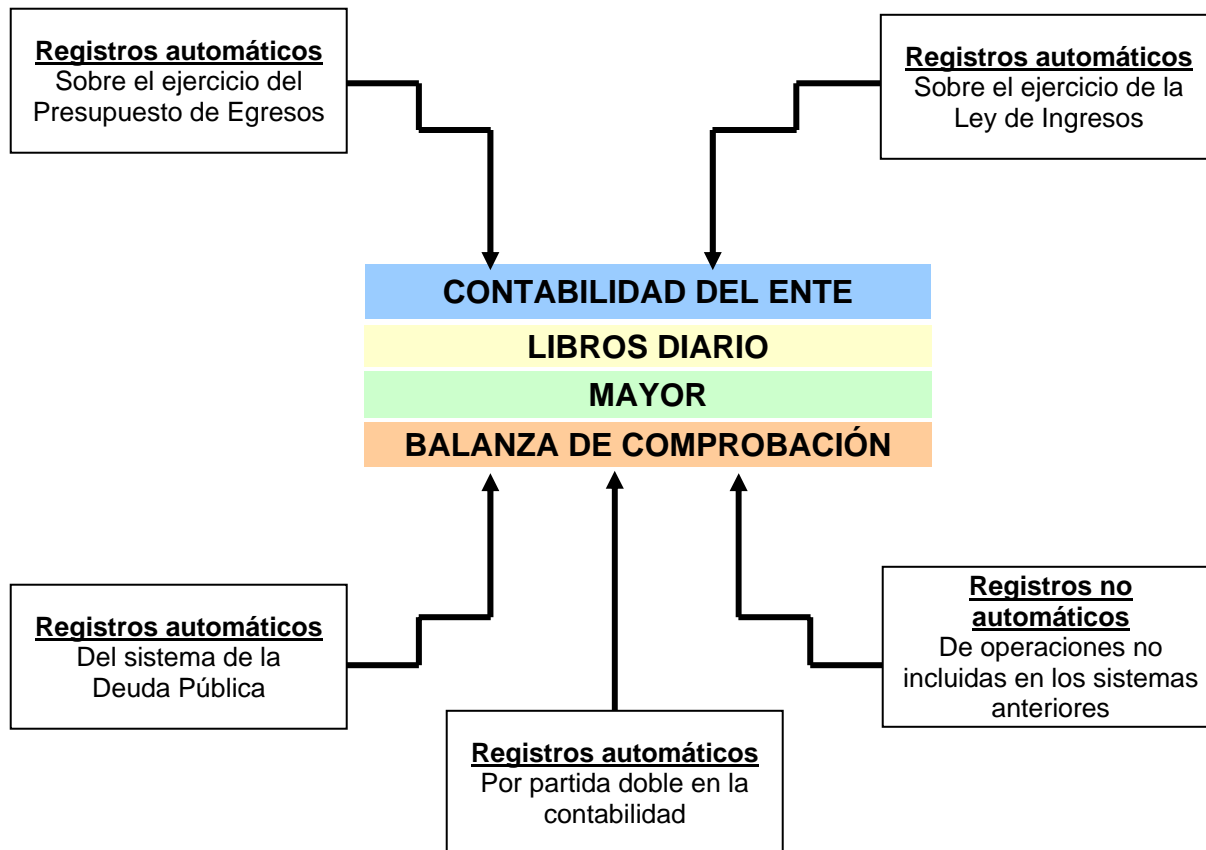 Registros automáticos
Sobre el ejercicio del
Presupuesto de Egresos
Registros automáticos
Sobre el ejercicio de la
Ley de Ingresos
CONTABILIDAD DEL ENTE
LIBROS DIARIO
MAYOR
BALANZA DE COMPROBACIÓN
Registros automáticos
Del sistema de la
Deuda Pública
Registros automáticos
Por partida doble en la
contabilidad
Registros no
automáticos
De operaciones no
incluidas en los sistemas
anteriores